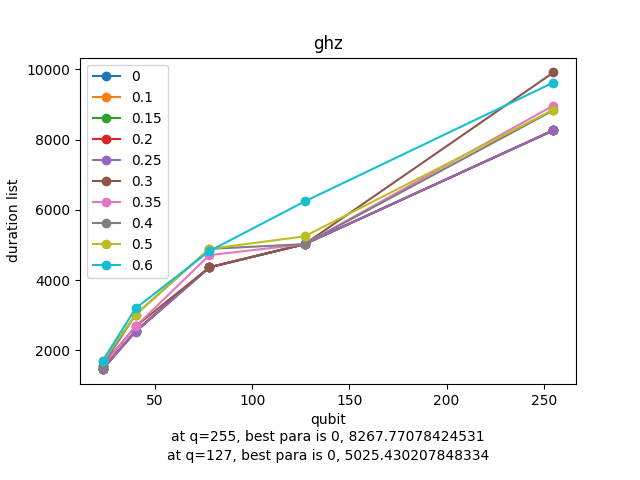 ghz
10000
8000
6000
4000
2000
duration list
0
0.1
0.15
0.2
0.25
0.3
0.35
0.4
0.5
0.6
50 100 150 200 250
qubit
at q=255, best para is 0, 8267.77078424531
at q=127, best para is 0, 5025.430207848334